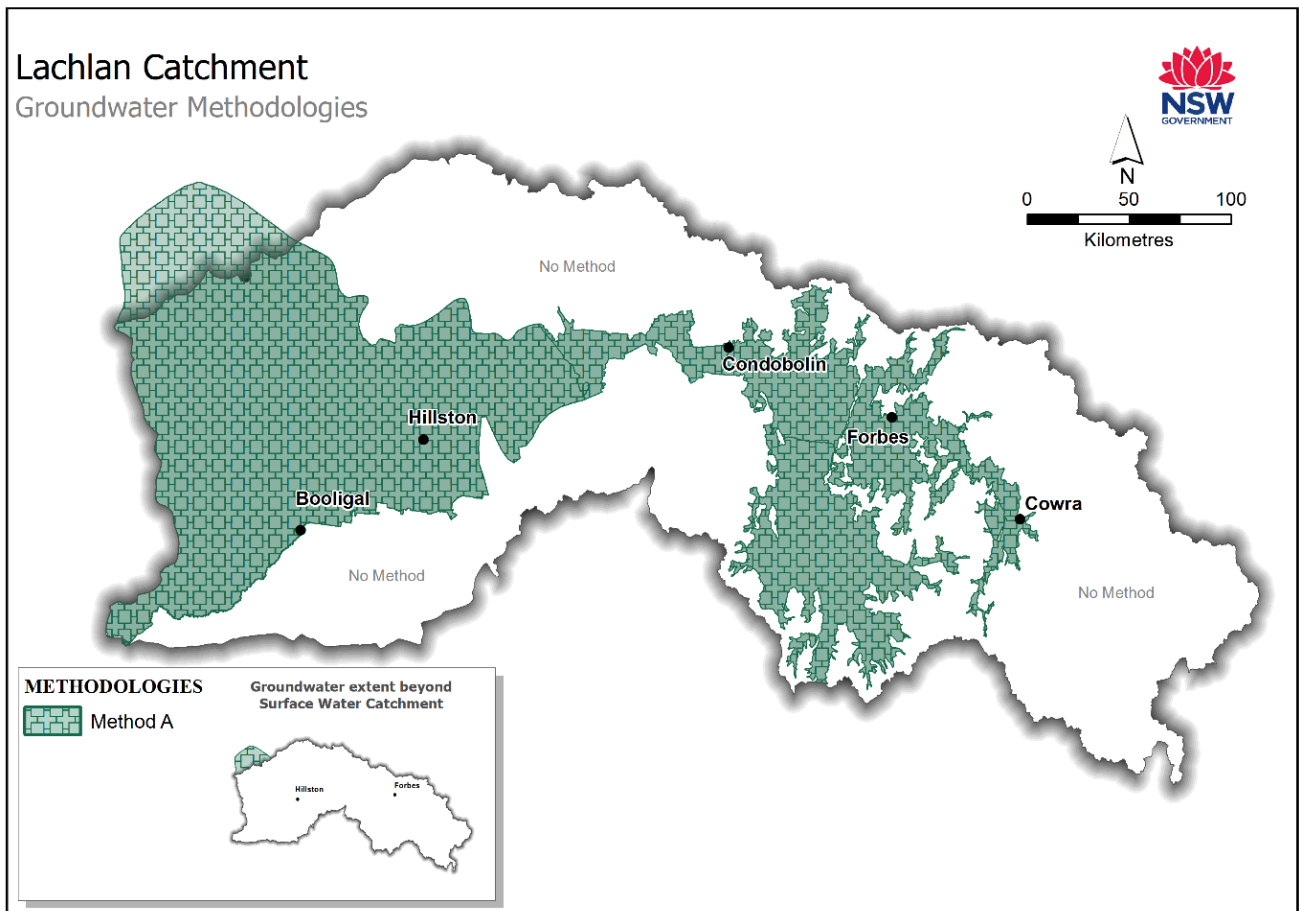 Lachlan Catchment
Groundwater Methodologies
NSW
GOVERNMENT
N
0 50 100
Kilometres
No Method
Condobolin
Hillston
Forbes
Booligal
Cowra
No Method
No Method
METHODOLOGIES
Method A
Groundwater extent beyond
Surface Water Catchment
Hillston
Forbes